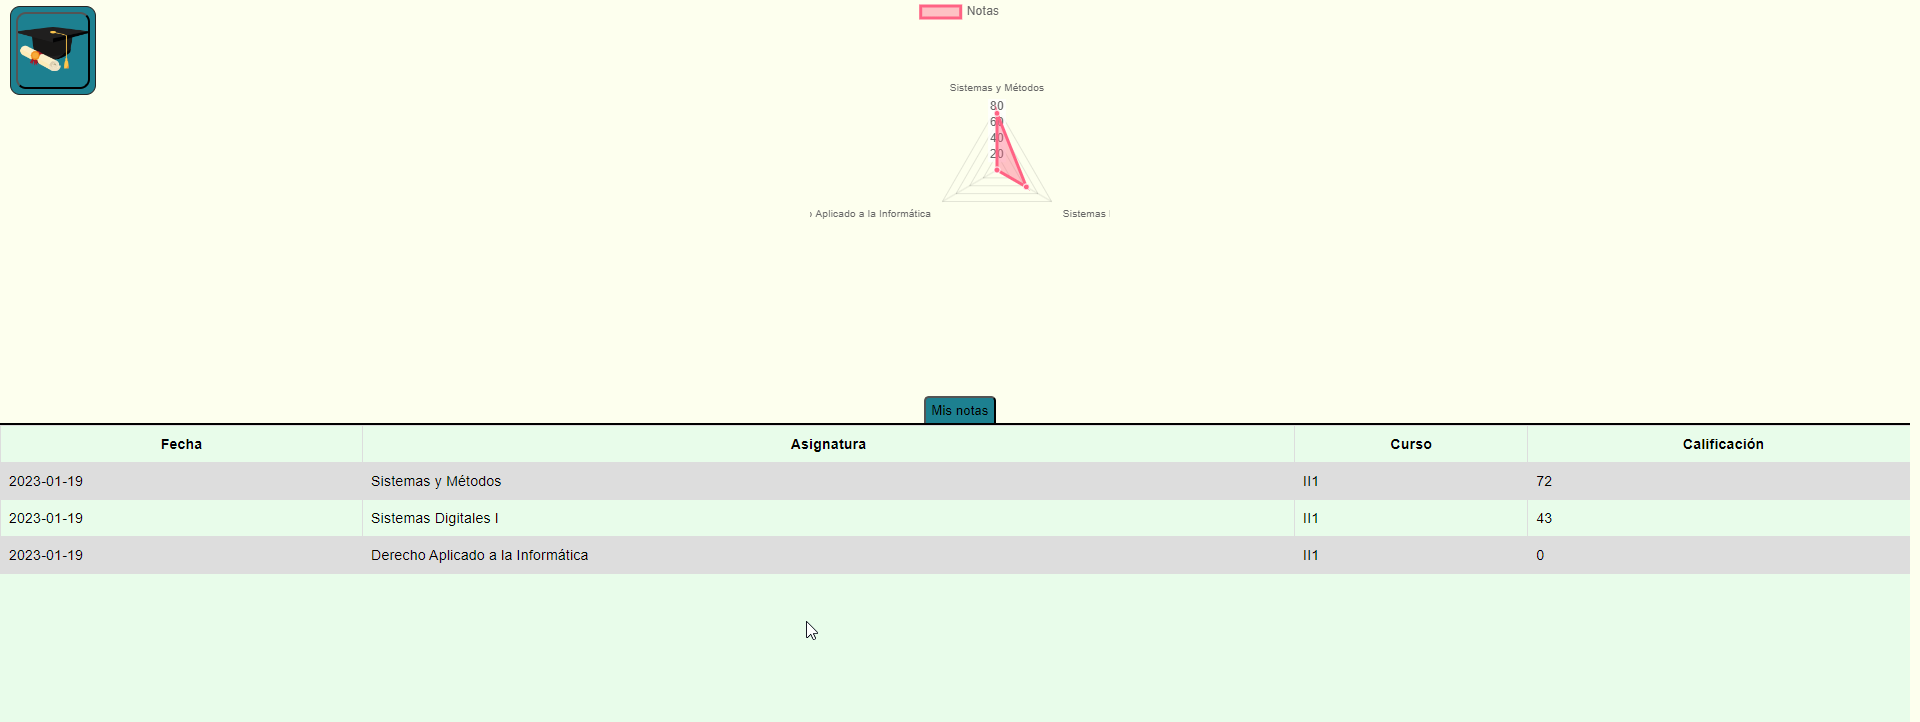 Notas
Sistemas y Métodos
80
60
40
20
Aplicado a la Informática
Sistemas
Mis notas
Fecha Asignatura Curso Calificación
2023-01-19 Sistemas y Métodos II1 72
2023-01-19 Sistemas Digitales I II1 43
2023-01-19 Derecho Aplicado a la Informática II1 0